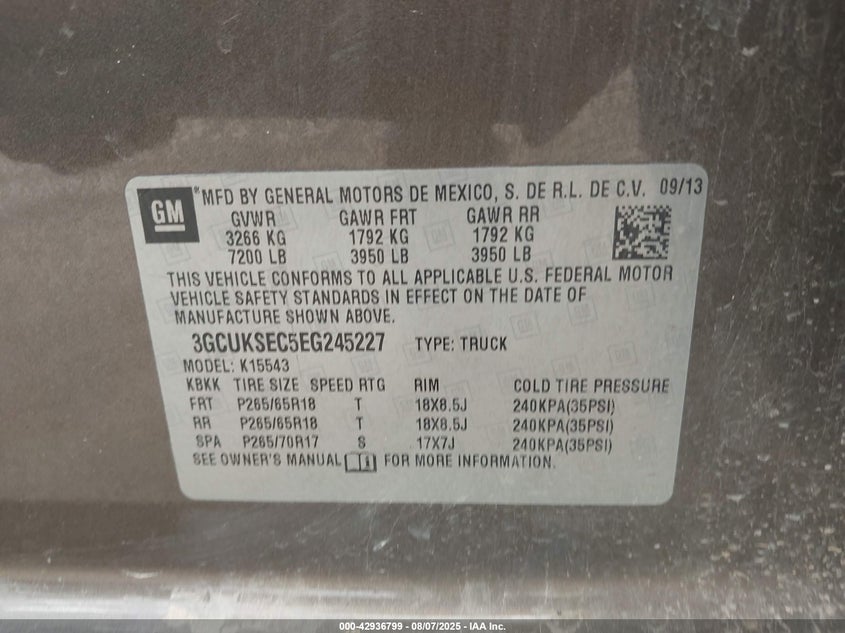 GM *MFD BY GENERAL MOTORS DE MEXICO, S. DE R.L. DE C.V. 09/13
GVWR GAWR FRT GAWR RR
3266 KG 1792 KG 1792 KG
7200 LB 3950 LB 3950 LB
THIS VEHICLE CONFORMS TO ALL APPLICABLE U.S. FEDERAL MOTOR
VEHICLE SAFETY STANDARDS IN EFFECT ON THE DATE OF
MANUFACTURE SHOWN ABOVE.
3GCUKSEC5EG245227 TYPE: TRUCK
MODEL: K15543
KBKK TIRE SIZE SPEED RTG RIM COLD TIRE PRESSURE
FRT P265/65R18 T 18X8.5J 240KPA(35PSI)
RR P265/65R18 T 18X8.5J 240KPA(35PSI)
SPA P265/70R17 S 17X7J 240KPA(35PSI)
SEE OWNER'S MANUAL FOR MORE INFORMATION.
000-42936799 - 08/07/2025 - IAA Inc.